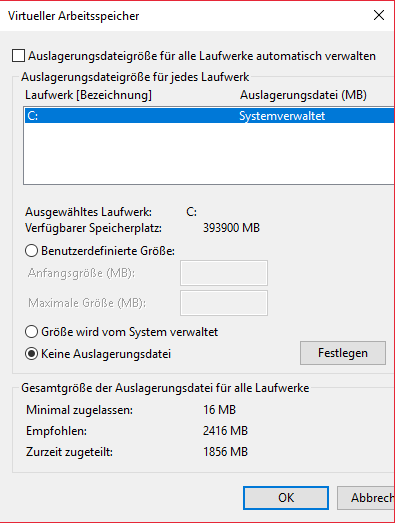 Virtueller Arbeitsspeicher
Auslagerungsdateigröße für alle Laufwerke automatisch verwalten
Auslagerungsdateigröße für jedes Laufwerk
Laufwerk [Bezeichnung] Auslagerungsdatei (MB)
C: Systemverwaltet
Ausgewähltes Laufwerk: C:
Verfügbarer Speicherplatz: 393900 MB
Benutzerdefinierte Größe:
Anfangsgröße (MB):
Maximale Größe (MB):
Größe wird vom System verwaltet
Keine Auslagerungsdatei Festlegen
Gesamtgröße der Auslagerungsdatei für alle Laufwerke
Minimal zugelassen: 16 MB
Empfohlen: 2416 MB
Zurzeit zugeteilt: 1856 MB
OK Abbrech